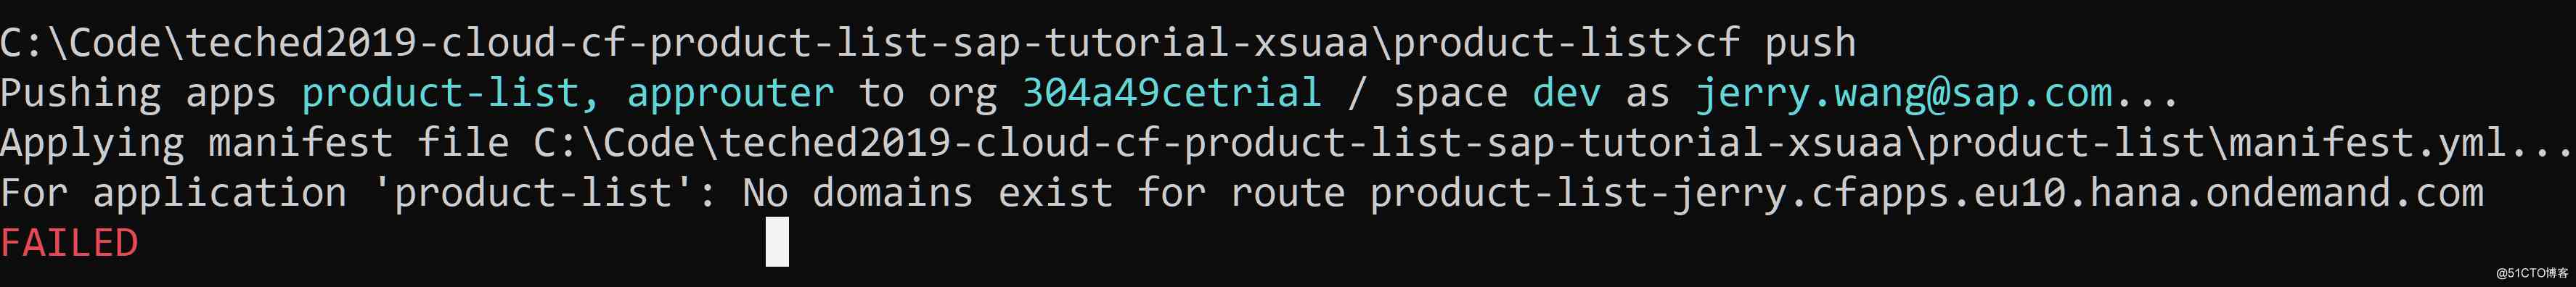 C:\Code\teched2019-cloud-cf-product-list-sap-tutorial-xsuaa\product-list>cf push
Pushing apps product-list, approuter to org 304a49cetrial / space dev as jerry.wang@sap.com...
Applying manifest file C:\Code\teched2019-cloud-cf-product-list-sap-tutorial-xsuaa\product-list\manifest.yml...
For application 'product-list': No domains exist for route product-list-jerry.cfapps.eu10.hana.ondemand.com
FAILED
@51CTO博客